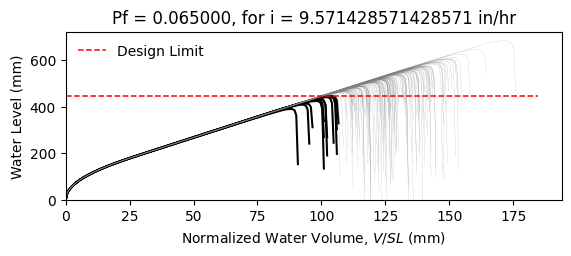 Pf = 0.065000, for i = 9.571428571428571 in/hr
Design Limit
Water Level (mm)
600
400
200
0
0 25 50 75 100 125 150 175
Normalized Water Volume, V/SL (mm)